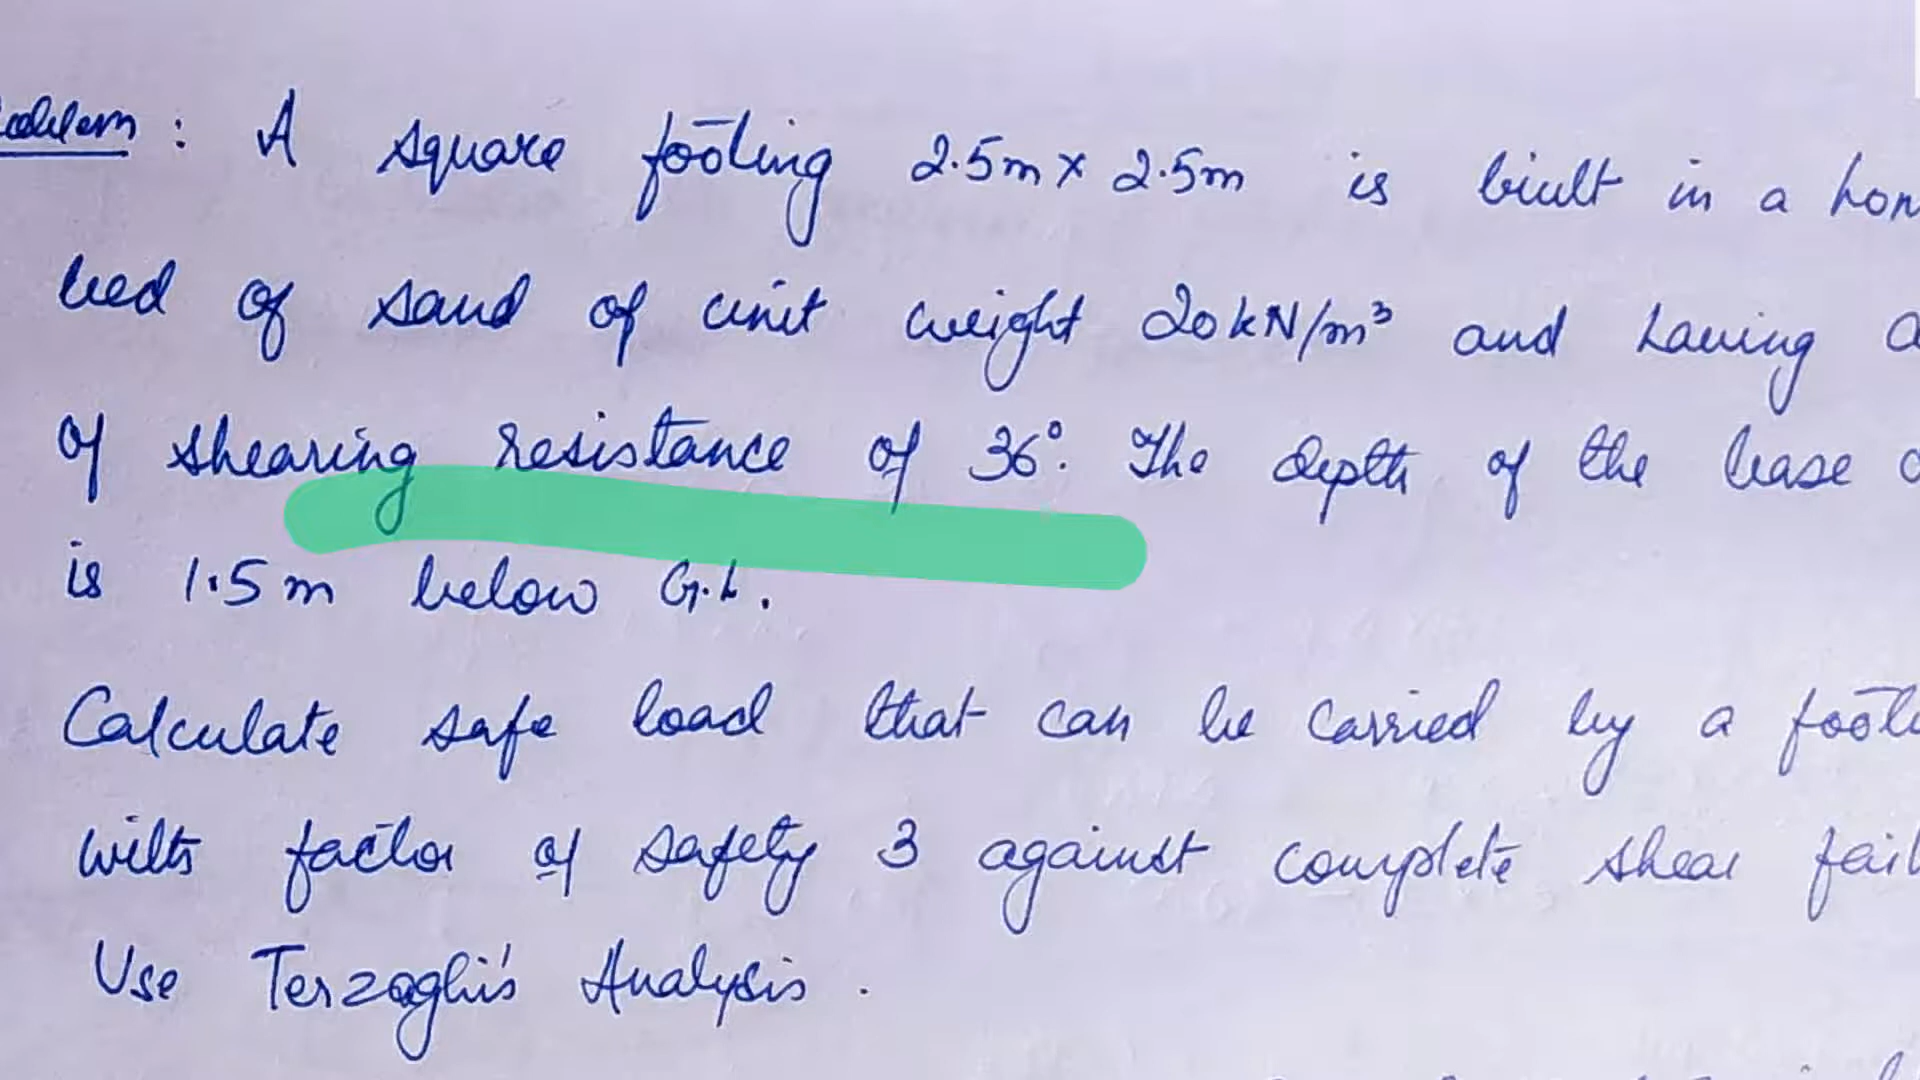 oblem : A square footing 2.5m x 2.5m is built in a hom
bed of sand of unit weight 20kN/m³ and having a
of shearing resistance of 36°. The depth of the base o
is 1.5m below G.L.
Calculate safe load that can be carried by a footi
with factor of safety 3 against complete shear fail
Use Terzaghi's Analysis.